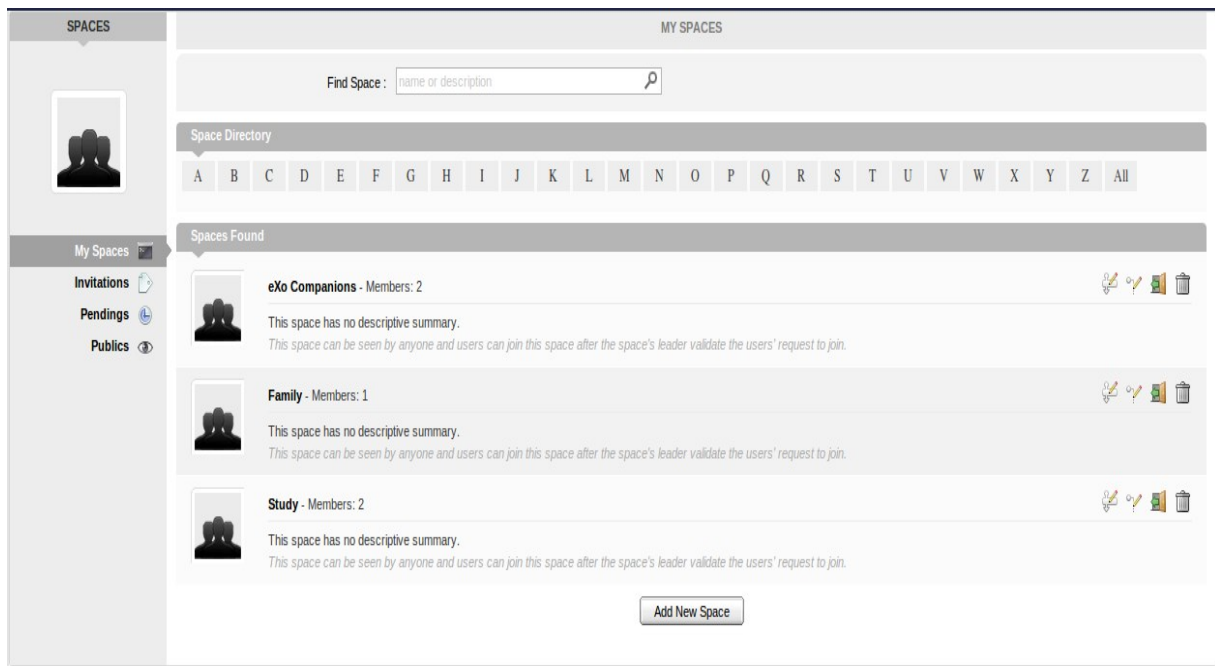 SPACES
MY SPACES
Find Space :
name or description
Space Directory
A B C D E F G H I J K L M N O P Q R S T U V W X Y Z All
My Spaces
Invitations
Pendings
Publics
Spaces Found
eXo Companions - Members: 2
This space has no descriptive summary.
This space can be seen by anyone and users can join this space after the space's leader validate the users' request to join.
Family - Members: 1
This space has no descriptive summary.
This space can be seen by anyone and users can join this space after the space's leader validate the users' request to join.
Study - Members: 2
This space has no descriptive summary.
This space can be seen by anyone and users can join this space after the space's leader validate the users' request to join.
Add New Space